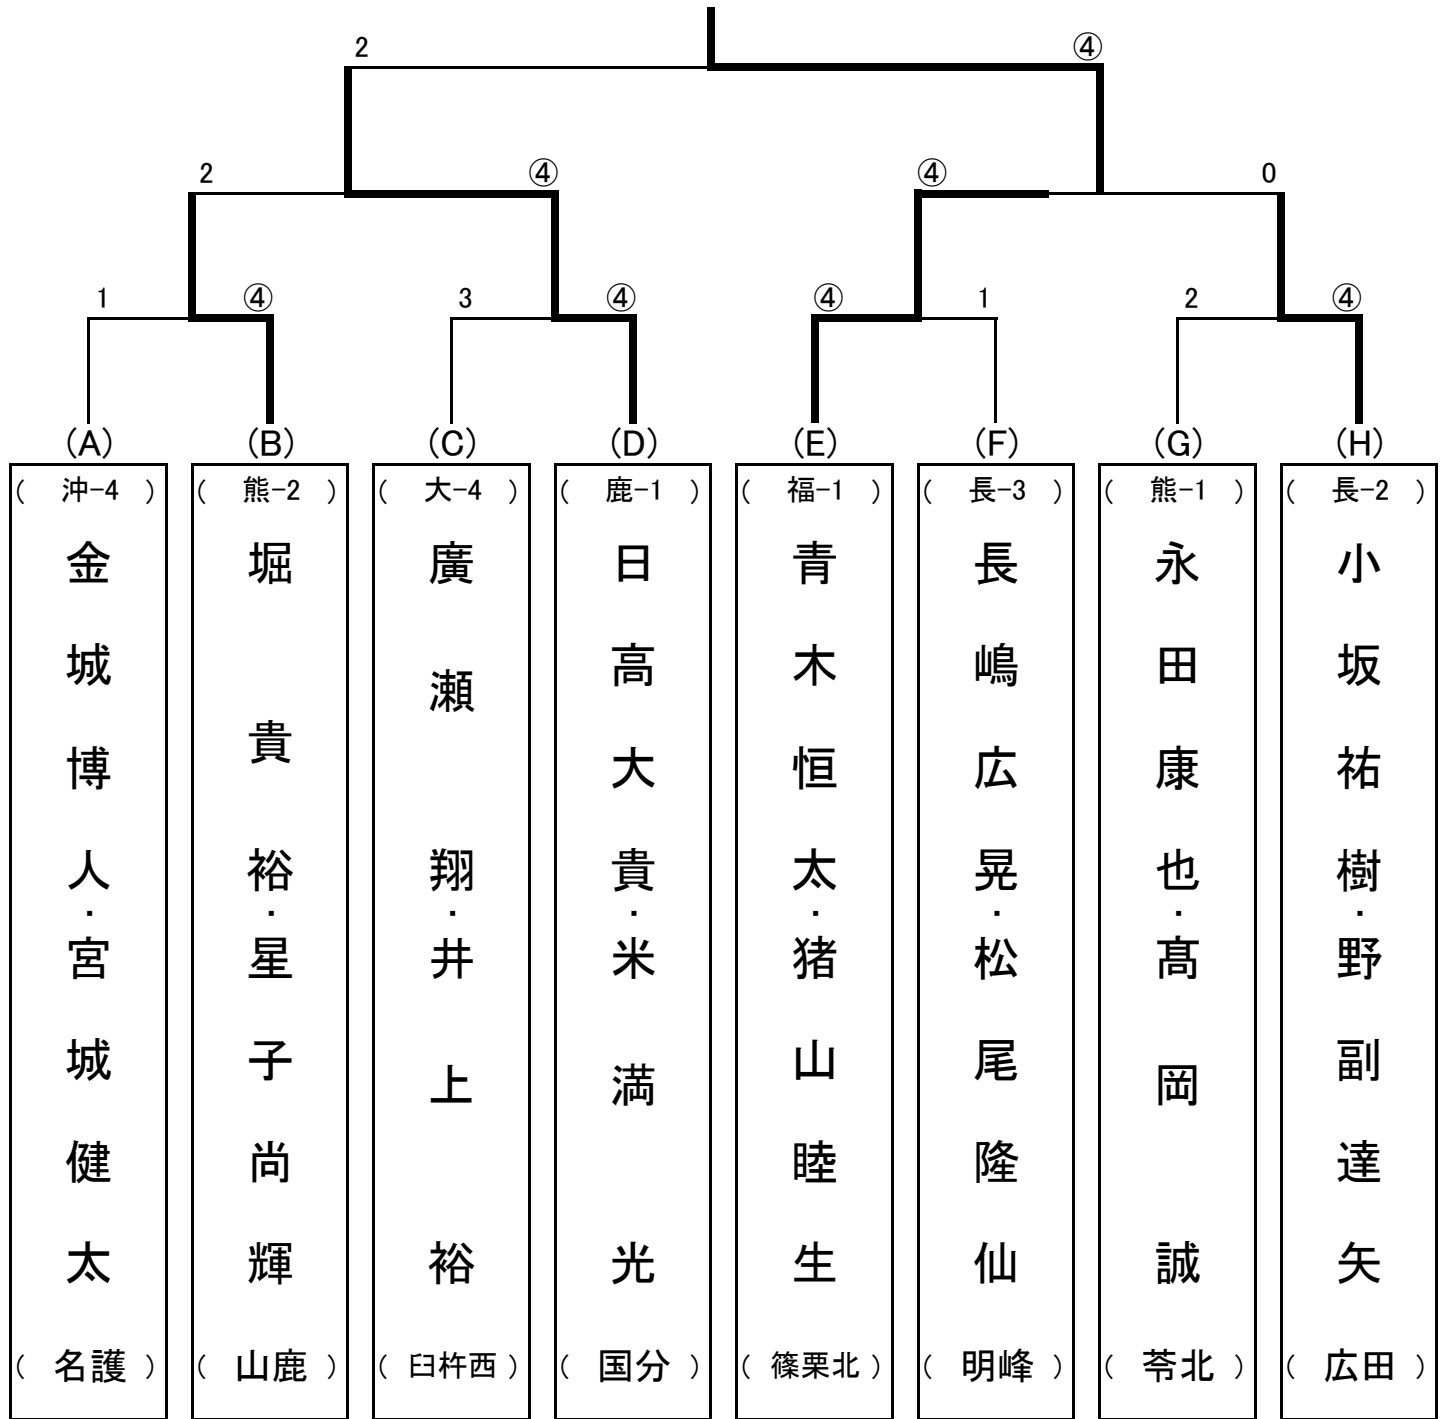 2 ④
2 ④ ④ 0
1 ④ 3 ④ ④ 1 2 ④
(A) (B) (C) (D) (E) (F) (G) (H)
( 沖-4 ) ( 熊-2 ) ( 大-4 ) ( 鹿-1 ) ( 福-1 ) ( 長-3 ) ( 熊-1 ) ( 長-2 )
金城博人・宮城健太
堀貴裕・星子尚輝
廣瀬翔・井上裕
日高大貴・米満光
青木恒太・猪山睦生
長嶋広晃・松尾隆仙
永田康也・髙岡誠
小坂祐樹・野副達矢
( 名護 ) ( 山鹿 ) ( 臼杵西 ) ( 国分 ) ( 篠栗北 ) ( 明峰 ) ( 苓北 ) ( 広田 )